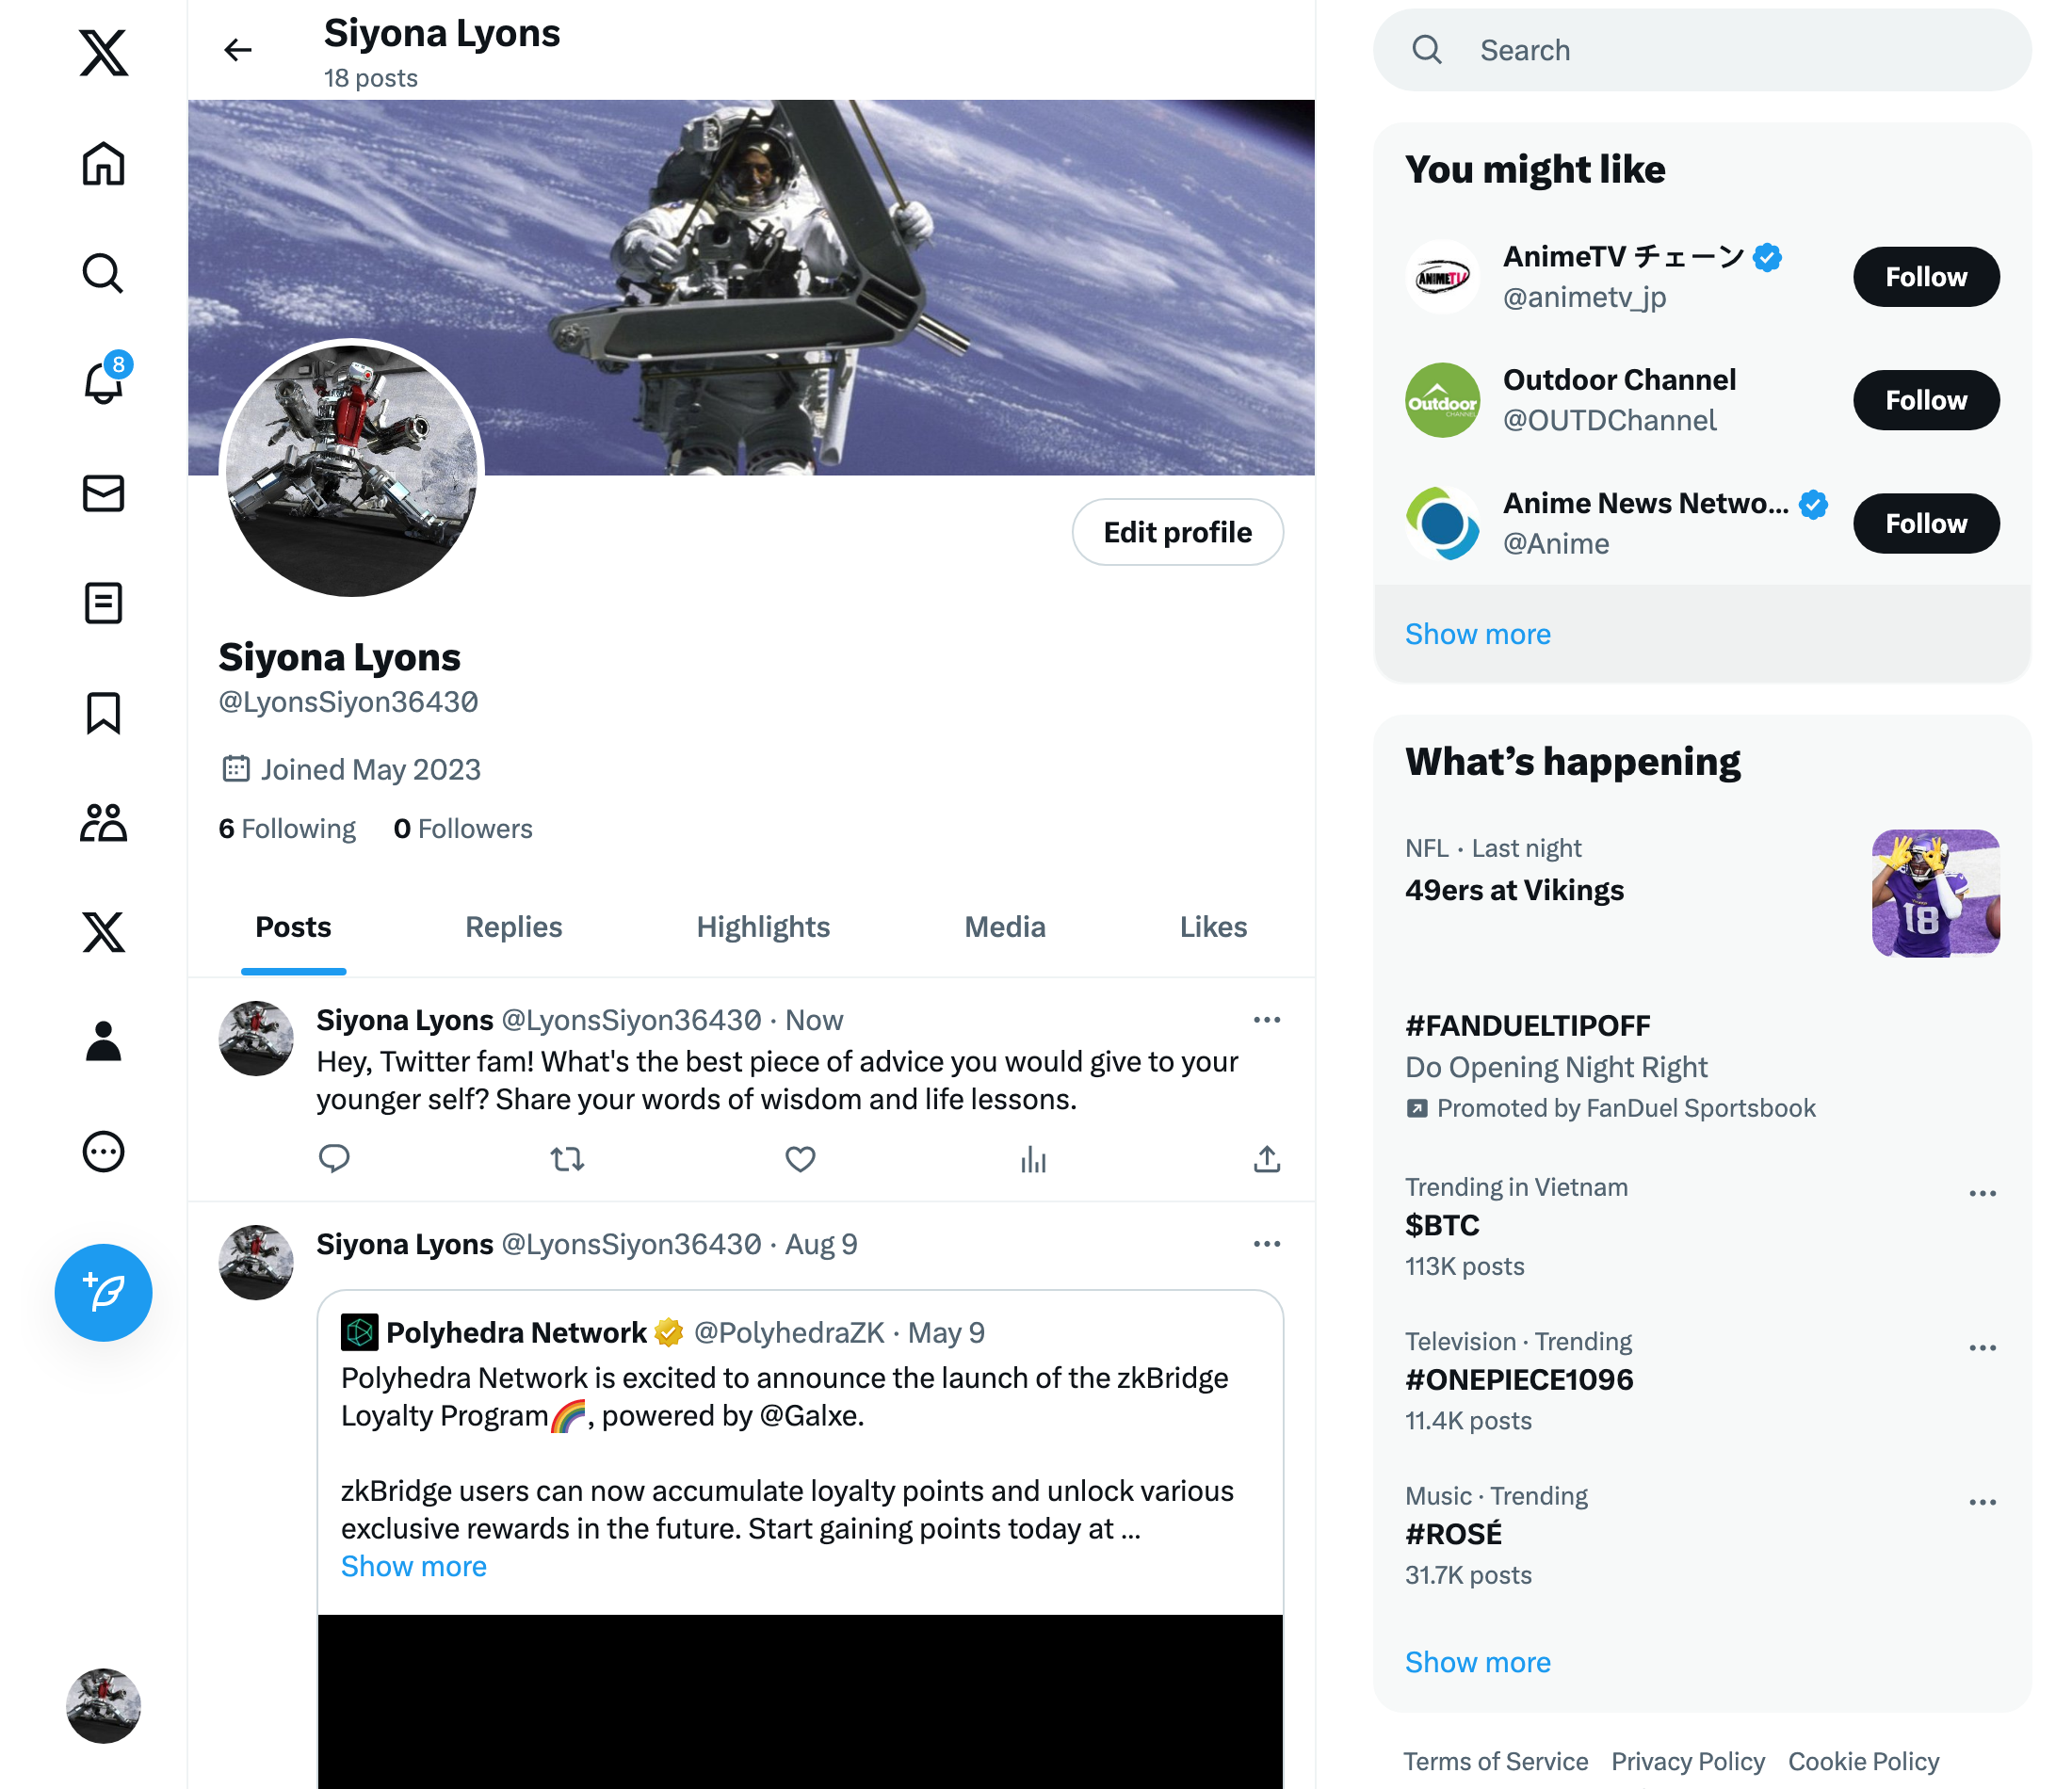 Siyona Lyons
18 posts
8
Edit profile
Siyona Lyons
@LyonsSiyon36430
Joined May 2023
6 Following 0 Followers
Posts Replies Highlights Media Likes
Siyona Lyons @LyonsSiyon36430 · Now
Hey, Twitter fam! What's the best piece of advice you would give to your
younger self? Share your words of wisdom and life lessons.
Siyona Lyons @LyonsSiyon36430 · Aug 9
Polyhedra Network @PolyhedraZK · May 9
Polyhedra Network is excited to announce the launch of the zkBridge
Loyalty Program🌈, powered by @Galxe.
zkBridge users can now accumulate loyalty points and unlock various
exclusive rewards in the future. Start gaining points today at ...
Show more
Search
You might like
ANIMETV
AnimeTV チェーン
@animetv_jp
Follow
Outdoor
CHANNEL
Outdoor Channel
@OUTDChannel
Follow
Anime News Netwo...
@Anime
Follow
Show more
What's happening
NFL · Last night
49ers at Vikings
18
#FANDUELTIPOFF
Do Opening Night Right
Promoted by FanDuel Sportsbook
Trending in Vietnam
$BTC
113K posts
Television · Trending
#ONEPIECE1096
11.4K posts
Music · Trending
#ROSÉ
31.7K posts
Show more
Terms of Service Privacy Policy Cookie Policy